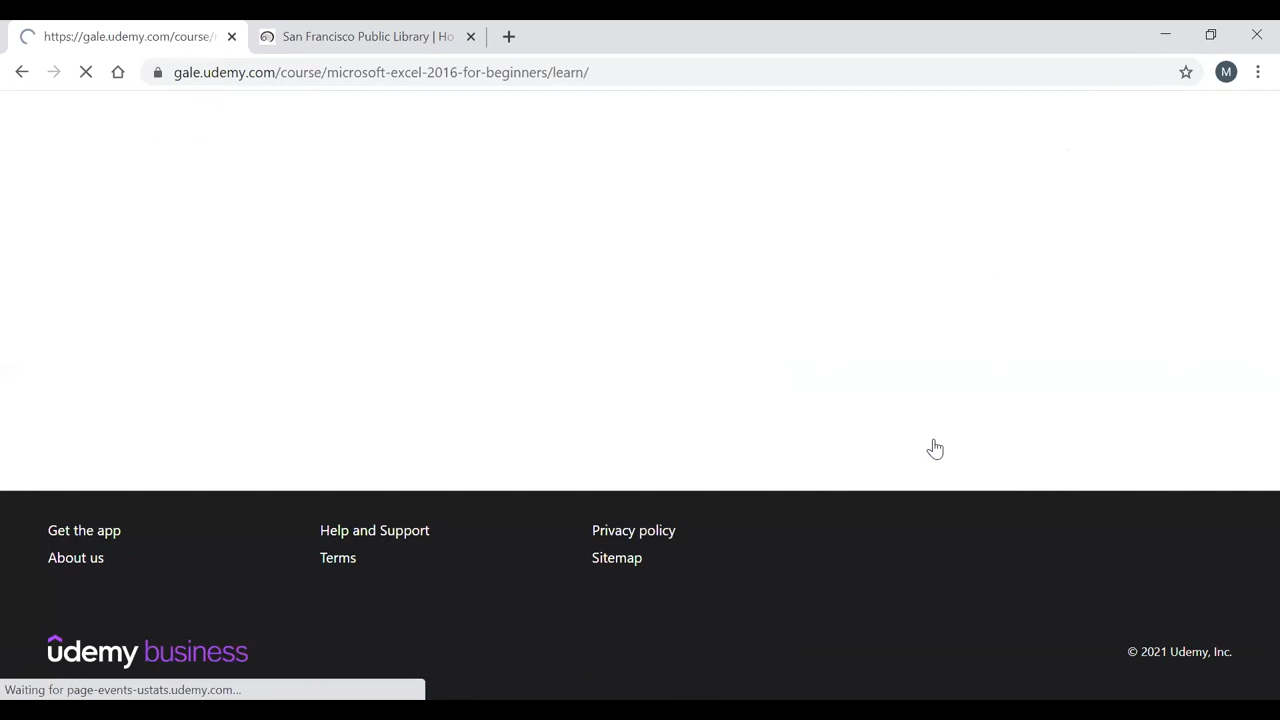 https://gale.udemy.com/course/
San Francisco Public Library | Ho
gale.udemy.com/course/microsoft-excel-2016-for-beginners/learn/
M
Get the app
Help and Support
Privacy policy
About us
Terms
Sitemap
udemy business
© 2021 Udemy, Inc.
Waiting for page-events-ustats.udemy.com...